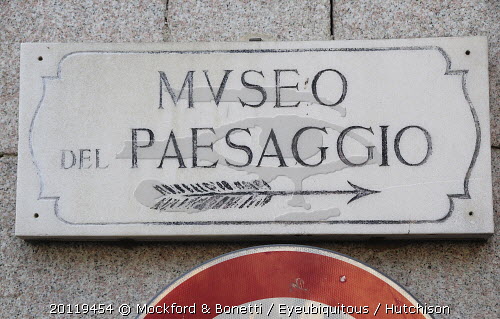 MVSEO
DEL PAESAGGIO
20119454 © Mockford & Bonetti / Eyeubiquitous / Hutchison